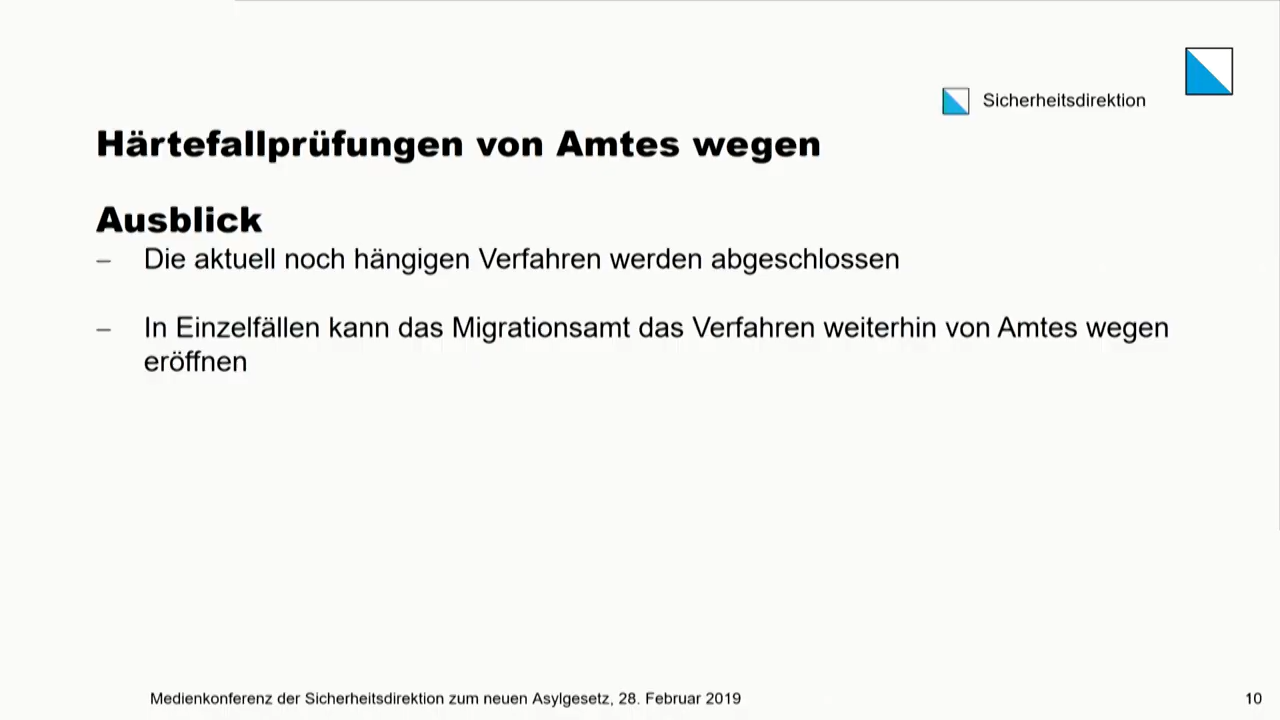 Sicherheitsdirektion
Härtefallprüfungen von Amtes wegen
Ausblick
– Die aktuell noch hängigen Verfahren werden abgeschlossen
– In Einzelfällen kann das Migrationsamt das Verfahren weiterhin von Amtes wegen
eröffnen
Medienkonferenz der Sicherheitsdirektion zum neuen Asylgesetz, 28. Februar 2019
10